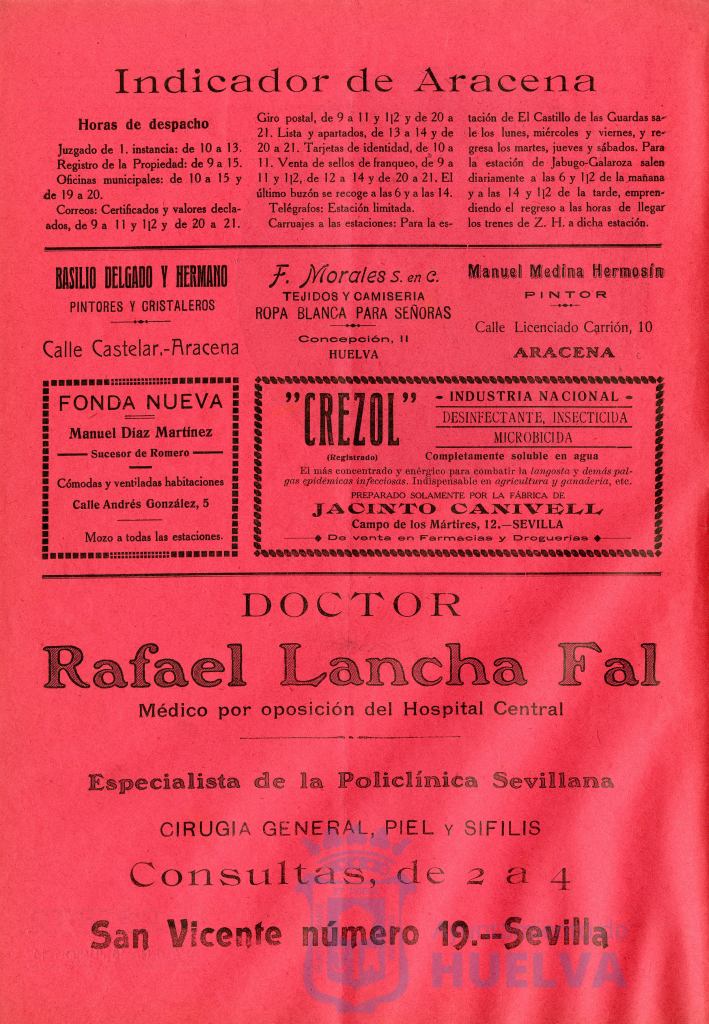 Indicador de Aracena
Horas de despacho
Juzgado de 1. instancia: de 10 a 13.
Registro de la Propiedad: de 9 a 15.
Oficinas municipales: de 10 a 15 y
de 19 a 20.
Correos: Certificados y valores decla-
ados, de 9 a 11 y 1|2 y de 20 a 21.
Giro postal, de 9 a 11 y 1|2 y de 20 a
21. Lista y apartados, de 13 a 14 y de
20 a 21. Tarjetas de identidad, de 10 a
11. Venta de sellos de franqueo, de 9 a
11 y 1|2, de 12 a 14 y de 20 a 21. El
último buzón se recoge a las 6 y a las 14.
Telégrafos: Estación limitada.
Carruajes a las estaciones: Para la es-
tación de El Castillo de las Guardas sa-
le los lunes, miércoles y viernes, y re-
gresa los martes, jueves y sábados. Para
la estación de Jabugo-Galaroza salen
diariamente a las 6 y 1|2 de la mañana
y a las 14 y 1|2 de la tarde, empren-
diendo el regreso a las horas de llegar
los trenes de Z. H. a dicha estación.
BASILIO DELGADO Y HERMANO
PINTORES Y CRISTALEROS
Calle Castelar.-Aracena
F. Morales S. en C.
TEJIDOS Y CAMISERIA
ROPA BLANCA PARA SEÑORAS
Concepción, 11
HUELVA
Manuel Medina Hermosín
PINTOR
Calle Licenciado Carrión, 10
ARACENA
FONDA NUEVA
Manuel Díaz Martínez
Sucesor de Romero
Cómodas y ventiladas habitaciones
Calle Andrés González, 5
Mozo a todas las estaciones.
"CREZOL"
(Registrado)
- INDUSTRIA NACIONAL -
DESINFECTANTE, INSECTICIDA
MICROBICIDA
Completamente soluble en agua
El más concentrado y enérgico para combatir la langosta y demás pal-
gas epidémicas infecciosas. Indispensable en agricultura y ganadería, etc.
PREPARADO SOLAMENTE POR LA FÁBRICA DE
JACINTO CANIVELL
Campo de los Mártires, 12.—SEVILLA
De venta en Farmacias y Droguerías
DOCTOR
Rafael Lancha Fal
Médico por oposición del Hospital Central
Especialista de la Policlínica Sevillana
CIRUGIA GENERAL, PIEL Y SIFILIS
Consultas, de 2 a 4
San Vicente número 19.--Sevilla
HUELVA